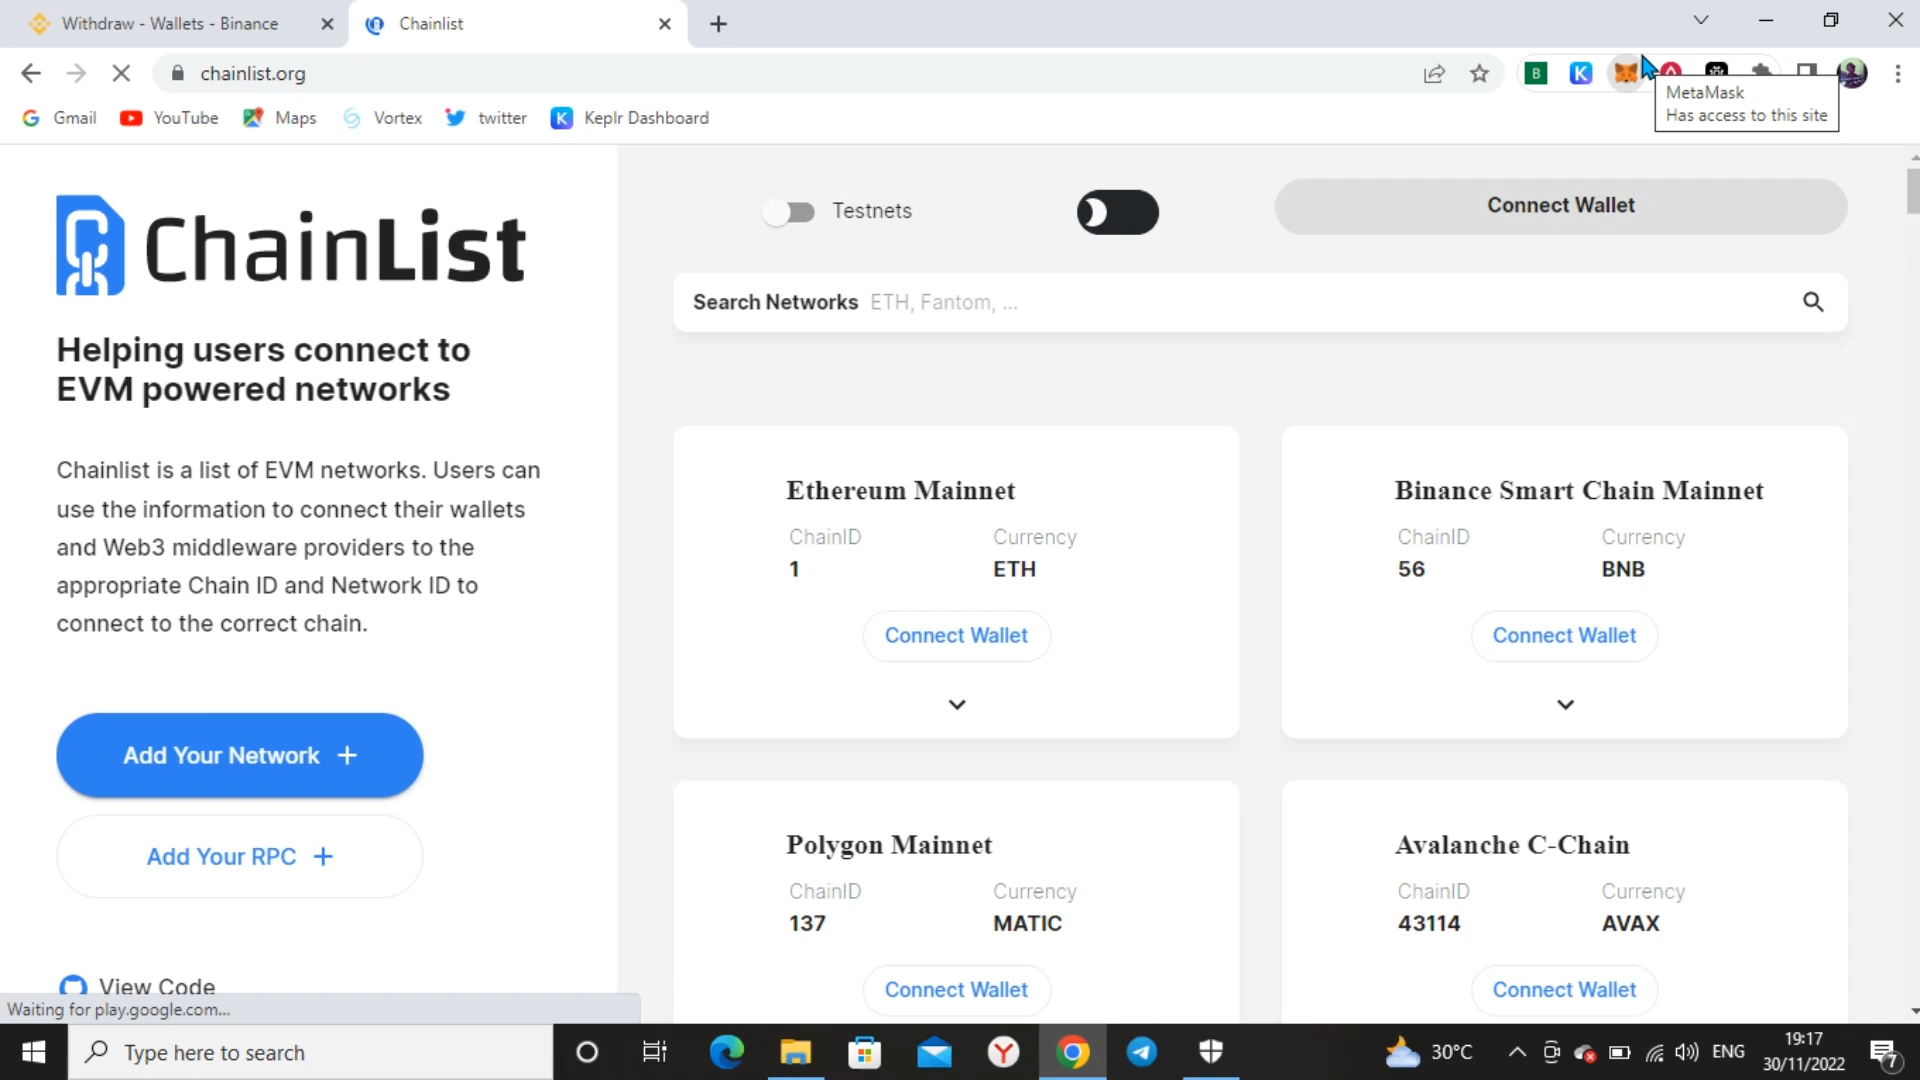 Withdraw - Wallets - Binance
Chainlist
chainlist.org
B
K
MetaMask
Has access to this site
G Gmail
YouTube
Maps
Vortex
twitter
K Keplr Dashboard
ChainList
Helping users connect to
EVM powered networks
Chainlist is a list of EVM networks. Users can
use the information to connect their wallets
and Web3 middleware providers to the
appropriate Chain ID and Network ID to
connect to the correct chain.
Add Your Network +
Add Your RPC +
View Code
Waiting for play.google.com...
Testnets
Connect Wallet
Search Networks ETH, Fantom, ...
Ethereum Mainnet
ChainID Currency
1 ETH
Connect Wallet
Binance Smart Chain Mainnet
ChainID Currency
56 BNB
Connect Wallet
Polygon Mainnet
ChainID Currency
137 MATIC
Connect Wallet
Avalanche C-Chain
ChainID Currency
43114 AVAX
Connect Wallet
Type here to search
Y
30°C
ENG
19:17
30/11/2022
7